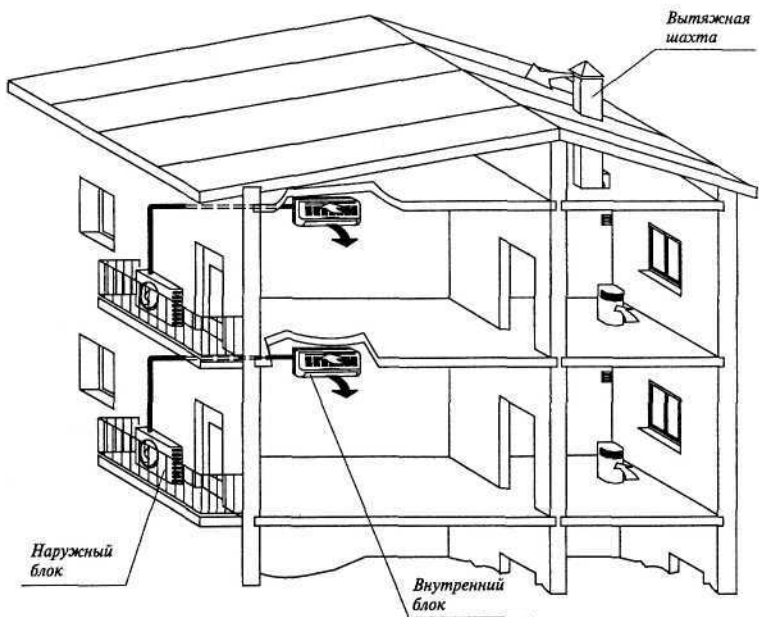 Вытяжная
шахта
Наружный
блок
Внутренний
блок